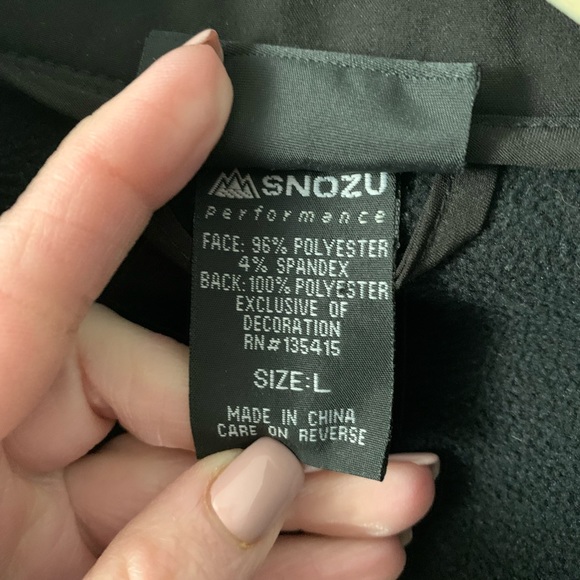 SNOZU
performance
FACE: 96% POLYESTER
4% SPANDEX
BACK:100% POLYESTER
EXCLUSIVE OF
DECORATION
RN#135415
SIZE:L
MADE IN CHINA
CARE ON REVERSE